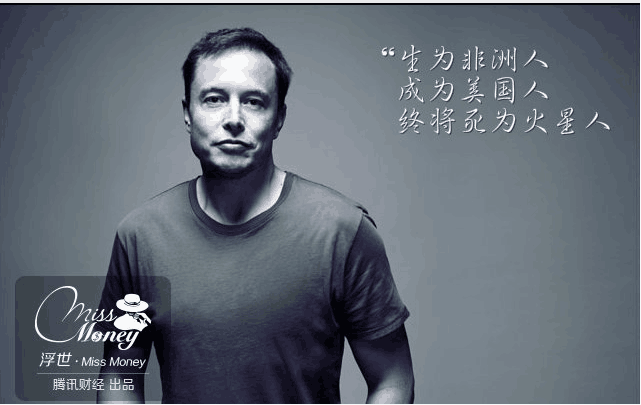 “生为非洲人
成为美国人
终将死为火星人
Miss
Money
浮世·Miss Money
腾讯财经 出品